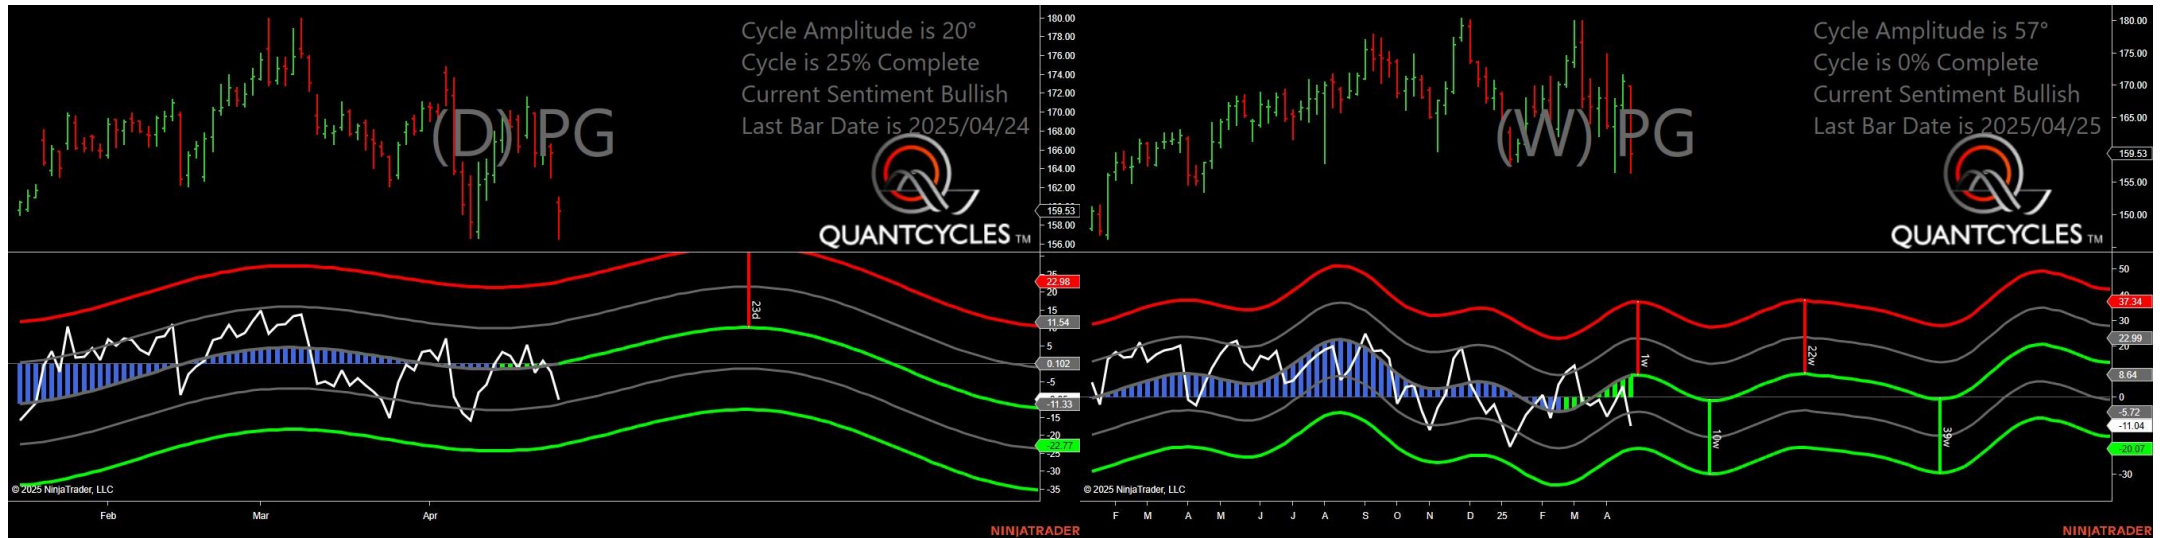 Cycle Amplitude is 20°
Cycle is 25% Complete
Current Sentiment Bullish
Last Bar Date is 2025/04/24
(D) PG
QUANTCYCLES TM
180.00
178.00
176.00
174.00
172.00
170.00
168.00
166.00
164.00
162.00
159.53
158.00
156.00
25
22.98
20
15
11.54
10
5
0.102
-5
-11.33
-15
-20
-22.77
-25
-30
-35
23d
© 2025 NinjaTrader, LLC
Feb Mar Apr
NINJATRADER
Cycle Amplitude is 57°
Cycle is 0% Complete
Current Sentiment Bullish
Last Bar Date is 2025/04/25
(W) PG
QUANTCYCLES TM
180.00
175.00
170.00
165.00
159.53
155.00
150.00
50
37.34
30
22.99
20
8.64
0
-5.72
-11.04
-20.07
-30
1w
22w
10w
39w
© 2025 NinjaTrader, LLC
F M A M J J A S O N D 25 F M A
NINJATRADER